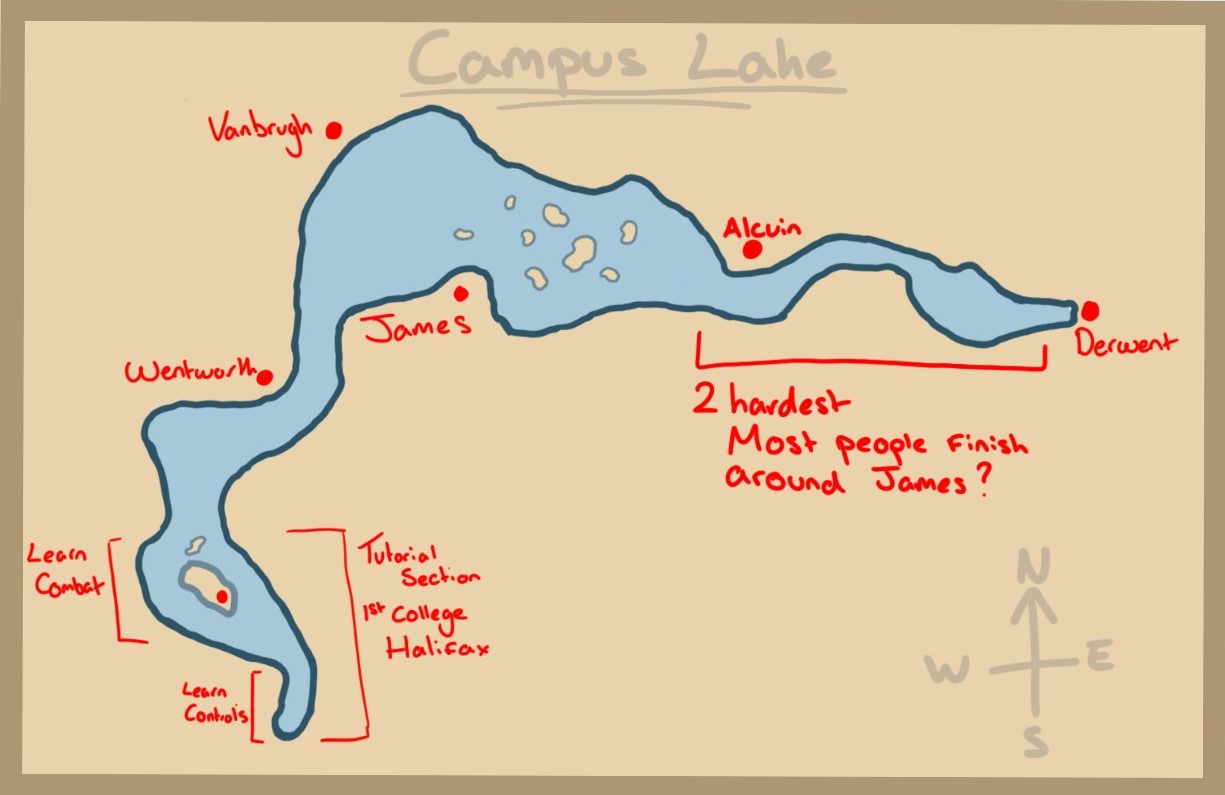 Campus Lake
Vanbrugh
Alcuin
James
Derwent
Wentworth
2 hardest
Most people finish
around James?
Learn
Combat
Tutorial
Section
1st College
Halifax
Learn
Controls
N
W
E
S